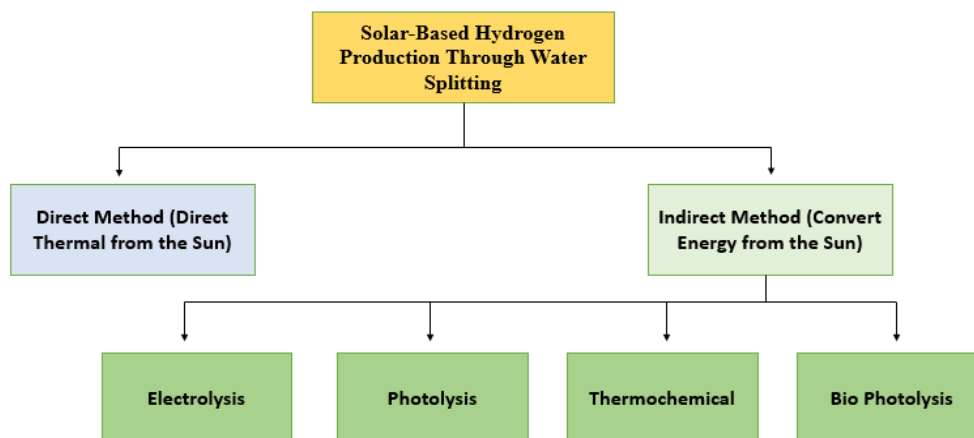 Solar-Based Hydrogen
Production Through Water
Splitting
Direct Method (Direct
Thermal from the Sun)
Indirect Method (Convert
Energy from the Sun)
Electrolysis
Photolysis
Thermochemical
Bio Photolysis